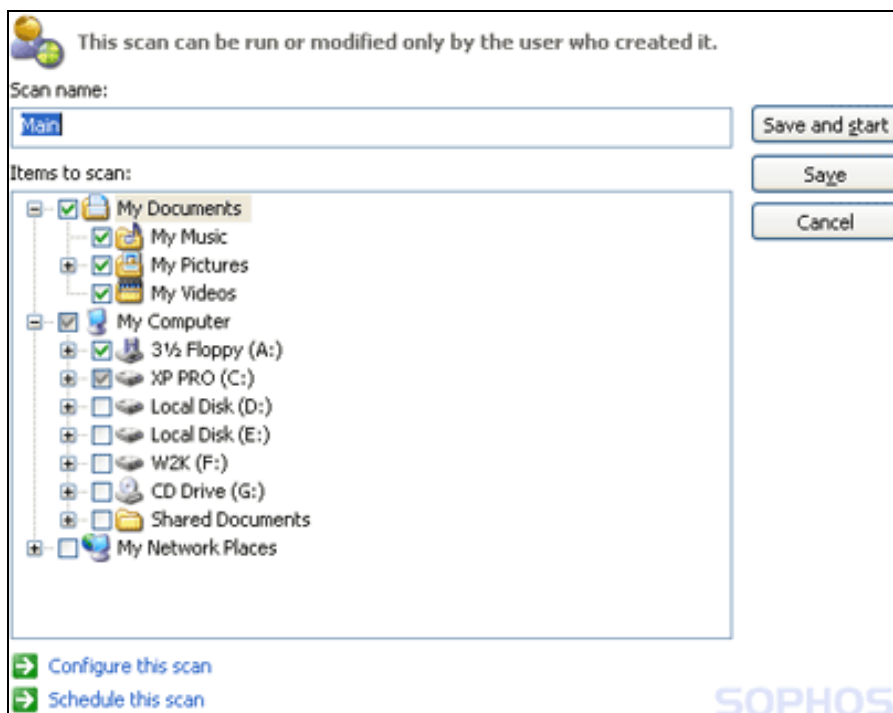 This scan can be run or modified only by the user who created it.
Scan name:
Main
Save and start
Items to scan:
Save
My Documents
Cancel
My Music
My Pictures
My Videos
My Computer
3½ Floppy (A:)
XP PRO (C:)
Local Disk (D:)
Local Disk (E:)
W2K (F:)
CD Drive (G:)
Shared Documents
My Network Places
Configure this scan
Schedule this scan
SOPHOS